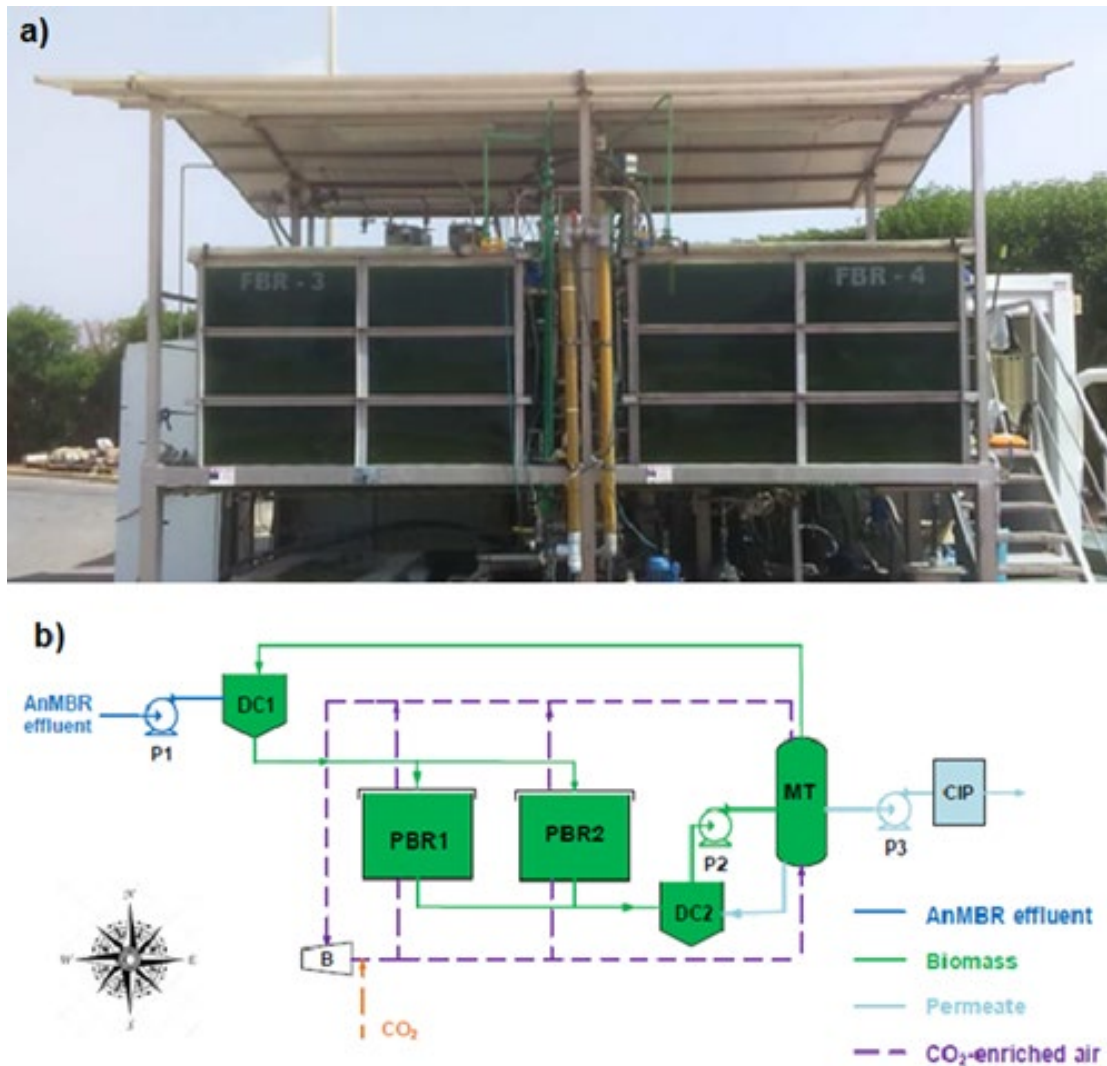 a)
FBR - 3
FBR - 4
b)
AnMBR
effluent
P1
DC1
PBR1
PBR2
P2
DC2
MT
P3
CIP
B
CO₂
N
W
E
S
AnMBR effluent
Biomass
Permeate
CO₂-enriched air